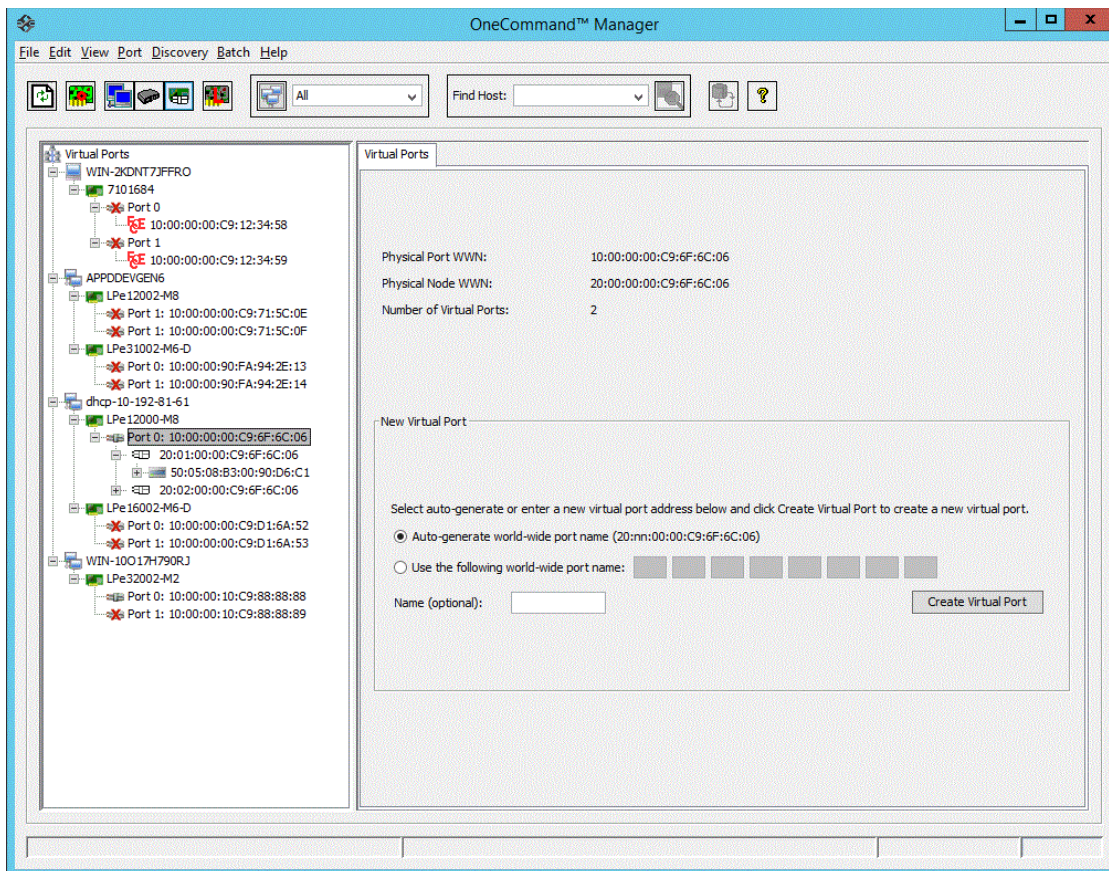 OneCommand™ Manager
File Edit View Port Discovery Batch Help
All
Find Host:
Virtual Ports
WIN-2KDNT7JFFRO
7101684
Port 0
FCoE 10:00:00:00:C9:12:34:58
Port 1
FCoE 10:00:00:00:C9:12:34:59
APPDDEVGEN6
LPe12002-M8
Port 1: 10:00:00:00:C9:71:5C:0E
Port 1: 10:00:00:00:C9:71:5C:0F
LPe31002-M6-D
Port 0: 10:00:00:90:FA:94:2E:13
Port 1: 10:00:00:90:FA:94:2E:14
dhcp-10-192-81-61
LPe12000-M8
Port 0: 10:00:00:00:C9:6F:6C:06
20:01:00:00:C9:6F:6C:06
50:05:08:B3:00:90:D6:C1
20:02:00:00:C9:6F:6C:06
LPe16002-M6-D
Port 0: 10:00:00:00:C9:D1:6A:52
Port 1: 10:00:00:00:C9:D1:6A:53
WIN-10O17H790RJ
LPe32002-M2
Port 0: 10:00:00:10:C9:88:88:88
Port 1: 10:00:00:10:C9:88:88:89
Virtual Ports
Physical Port WWN: 10:00:00:00:C9:6F:6C:06
Physical Node WWN: 20:00:00:00:C9:6F:6C:06
Number of Virtual Ports: 2
New Virtual Port
Select auto-generate or enter a new virtual port address below and click Create Virtual Port to create a new virtual port.
Auto-generate world-wide port name (20:nn:00:00:C9:6F:6C:06)
Use the following world-wide port name:
Name (optional):
Create Virtual Port